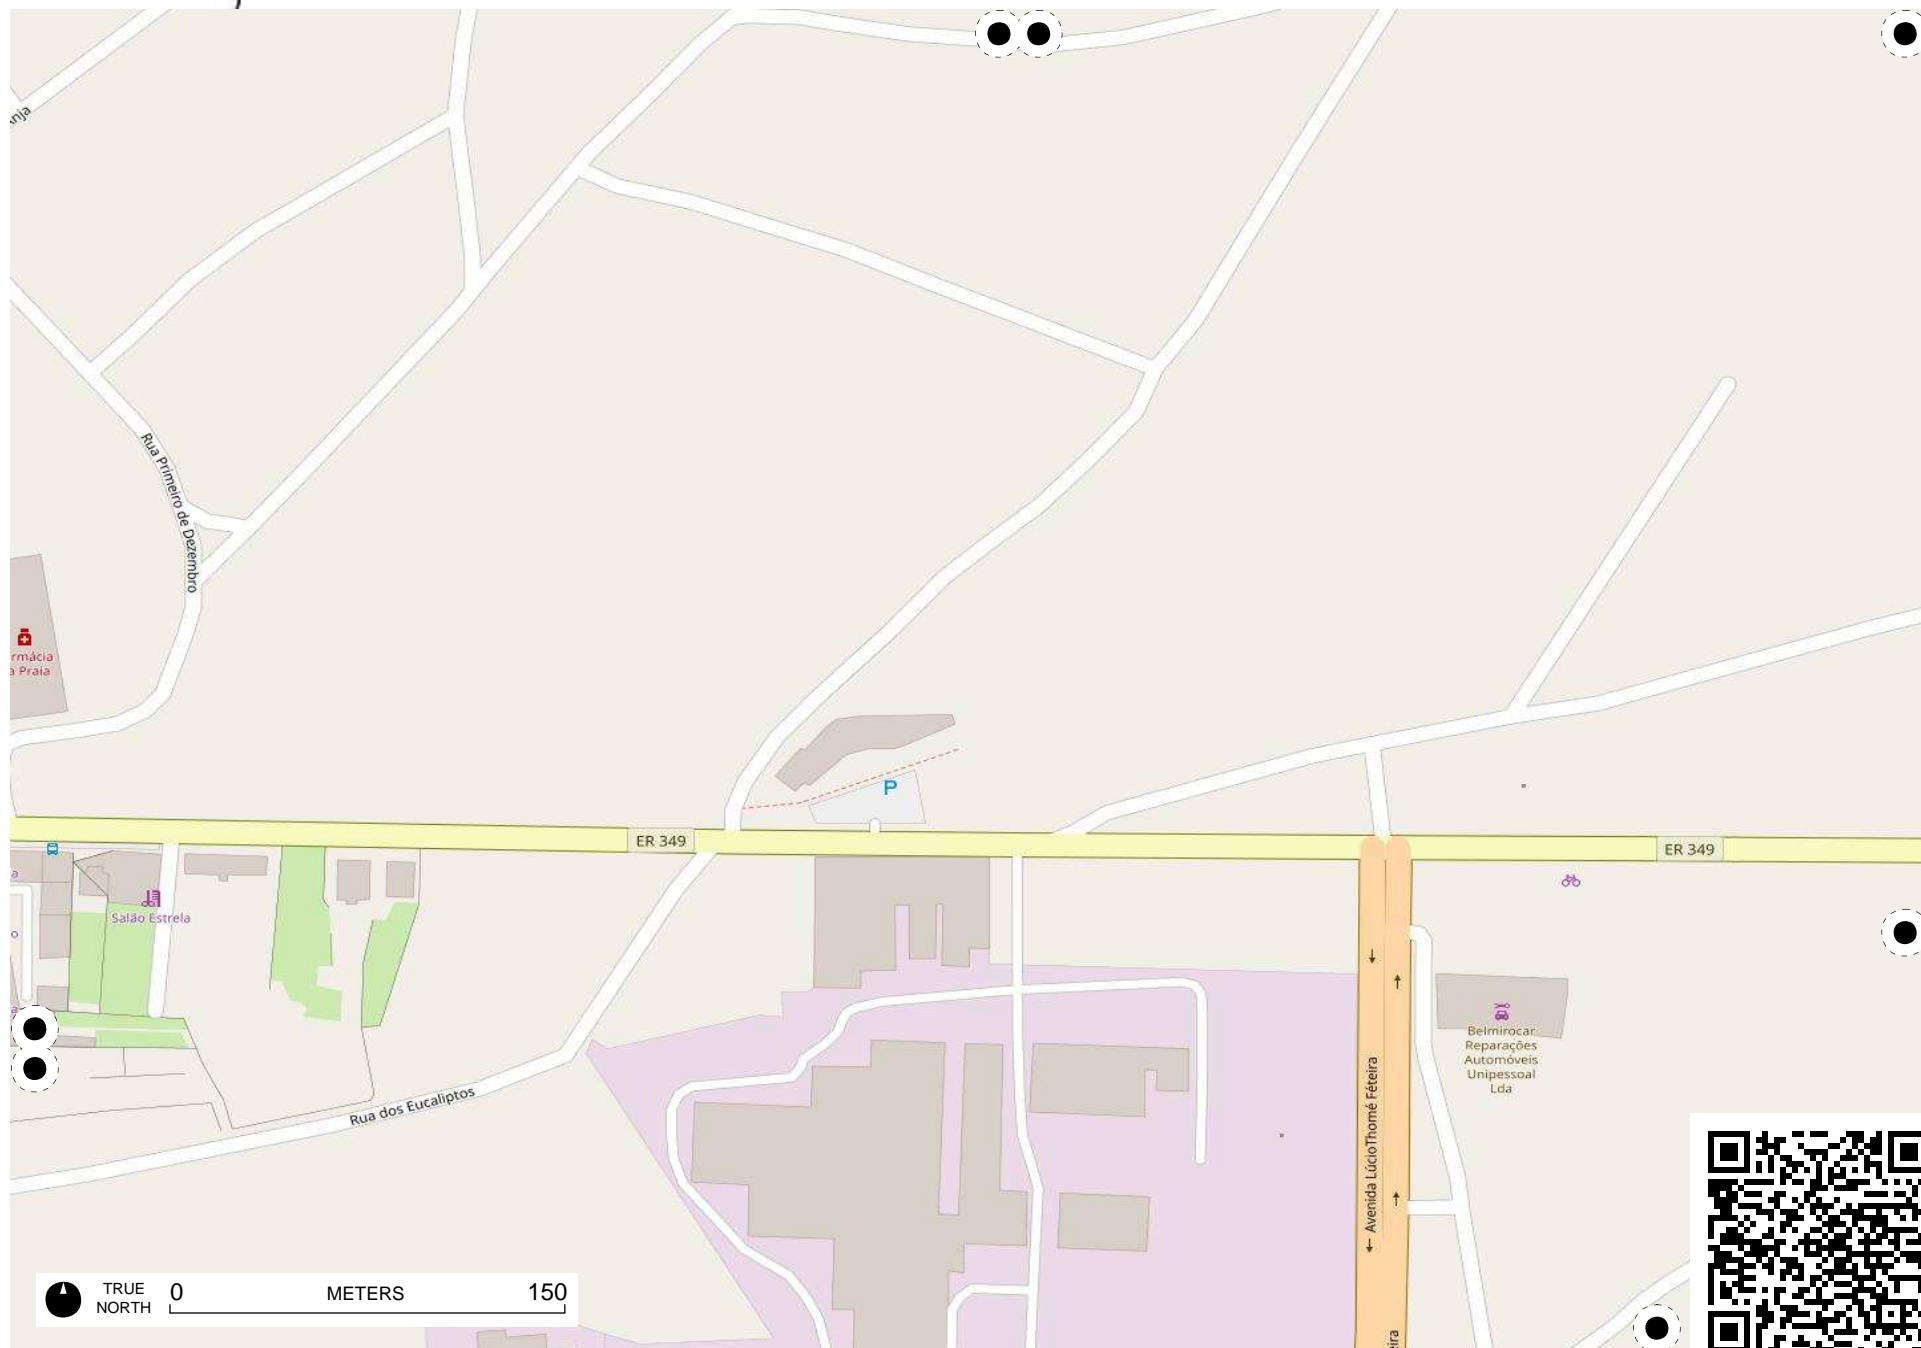 Rua Primeiro de Dezembro
rmácia
a Praia
P
ER 349
ER 349
Salão Estrela
Rua dos Eucaliptos
Avenida LúcioThomé Féteira
Belmirocar
Reparações
Automóveis
Unipessoal
Lda
TRUE
NORTH
0 METERS 150
eira